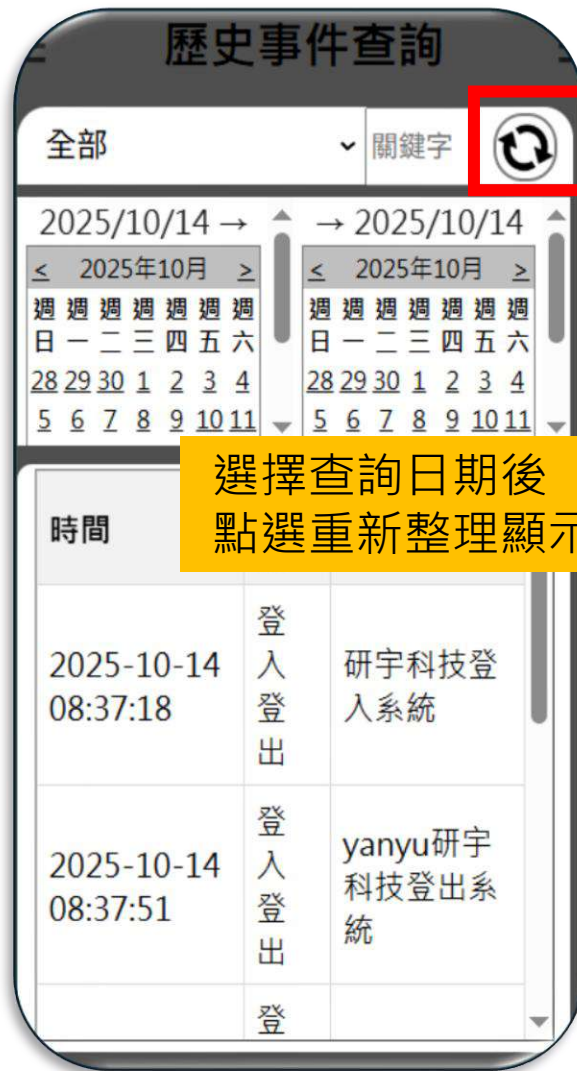 歷史事件查詢
全部 關鍵字
2025/10/14 → → 2025/10/14
< 2025年10月 > < 2025年10月 >
週 週 週 週 週 週 週 週 週 週 週 週 週 週
日 一 二 三 四 五 六 日 一 二 三 四 五 六
28 29 30 1 2 3 4 28 29 30 1 2 3 4
5 6 7 8 9 10 11 5 6 7 8 9 10 11
選擇查詢日期後
點選重新整理顯示
時間
2025-10-14 08:37:18
登入登出
研宇科技登
入系統
2025-10-14 08:37:51
登入登出
yanyu研宇
科技登出系
統
登